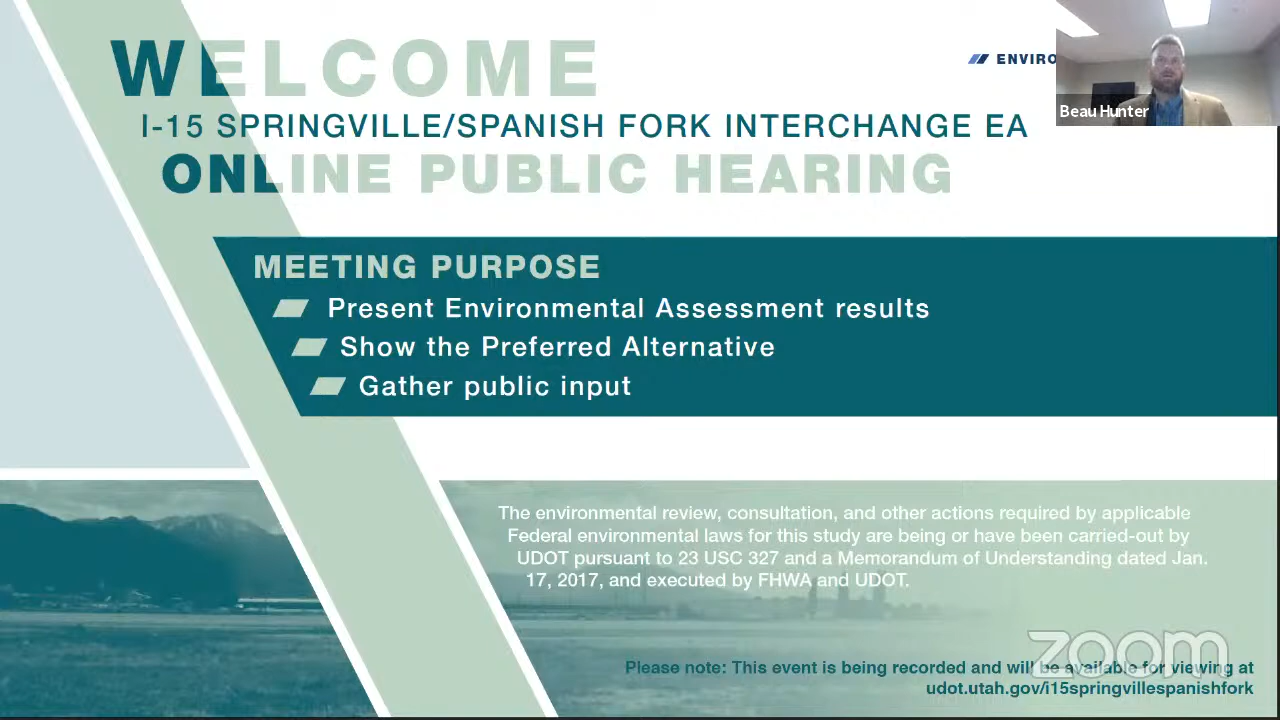 WELCOME
ENVIRO
Beau Hunter
I-15 SPRINGVILLE/SPANISH FORK INTERCHANGE EA
ONLINE PUBLIC HEARING
MEETING PURPOSE
Present Environmental Assessment results
Show the Preferred Alternative
Gather public input
The environmental review, consultation, and other actions required by applicable
Federal environmental laws for this study are being or have been carried-out by
UDOT pursuant to 23 USC 327 and a Memorandum of Understanding dated Jan.
17, 2017, and executed by FHWA and UDOT.
zoom
Please note: This event is being recorded and will be available for viewing at
udot.utah.gov/i15springvillespanishfork